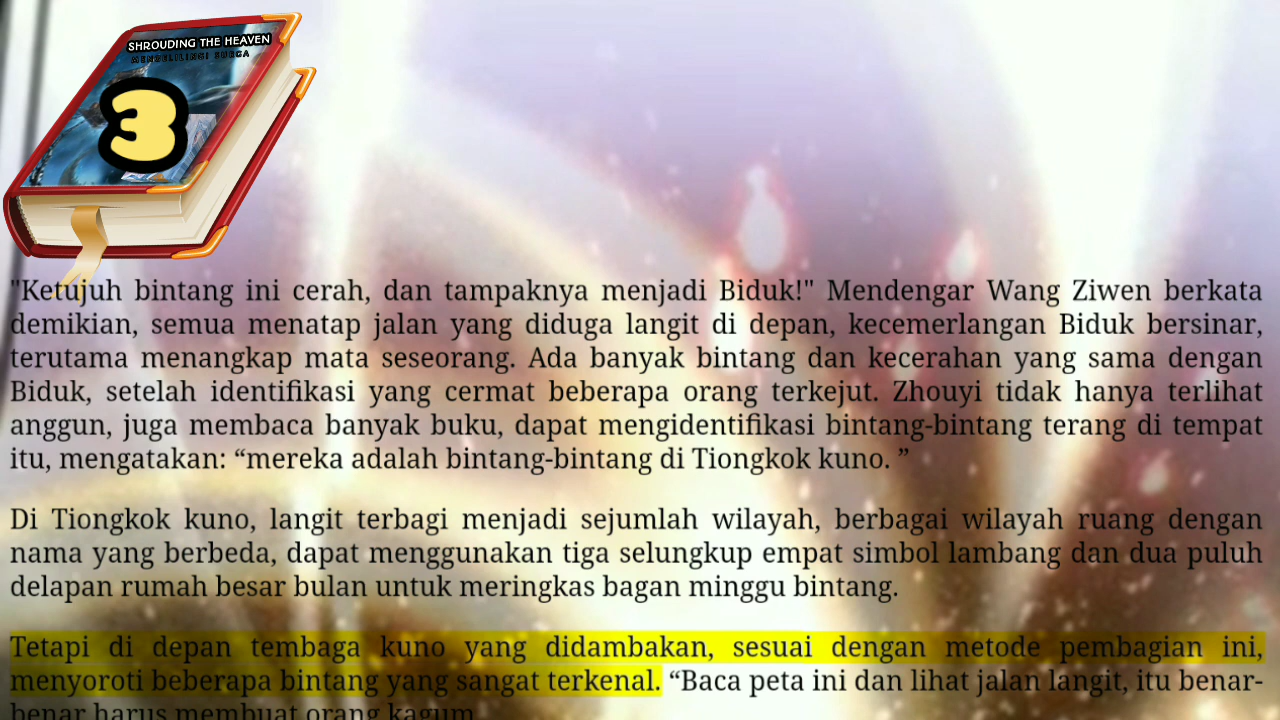 SHROUDING THE HEAVEN
MENGELILINGI SURGA
3
"Ketujuh bintang ini cerah, dan tampaknya menjadi Biduk!" Mendengar Wang Ziwen berkata
demikian, semua menatap jalan yang diduga langit di depan, kecemerlangan Biduk bersinar,
terutama menangkap mata seseorang. Ada banyak bintang dan kecerahan yang sama dengan
Biduk, setelah identifikasi yang cermat beberapa orang terkejut. Zhouyi tidak hanya terlihat
anggun, juga membaca banyak buku, dapat mengidentifikasi bintang-bintang terang di tempat
itu, mengatakan: “mereka adalah bintang-bintang di Tiongkok kuno. ”
Di Tiongkok kuno, langit terbagi menjadi sejumlah wilayah, berbagai wilayah ruang dengan
nama yang berbeda, dapat menggunakan tiga selungkup empat simbol lambang dan dua puluh
delapan rumah besar bulan untuk meringkas bagan minggu bintang.
Tetapi di depan tembaga kuno yang didambakan, sesuai dengan metode pembagian ini,
menyoroti beberapa bintang yang sangat terkenal. “Baca peta ini dan lihat jalan langit, itu benar-
benar harus membuat orang kagum